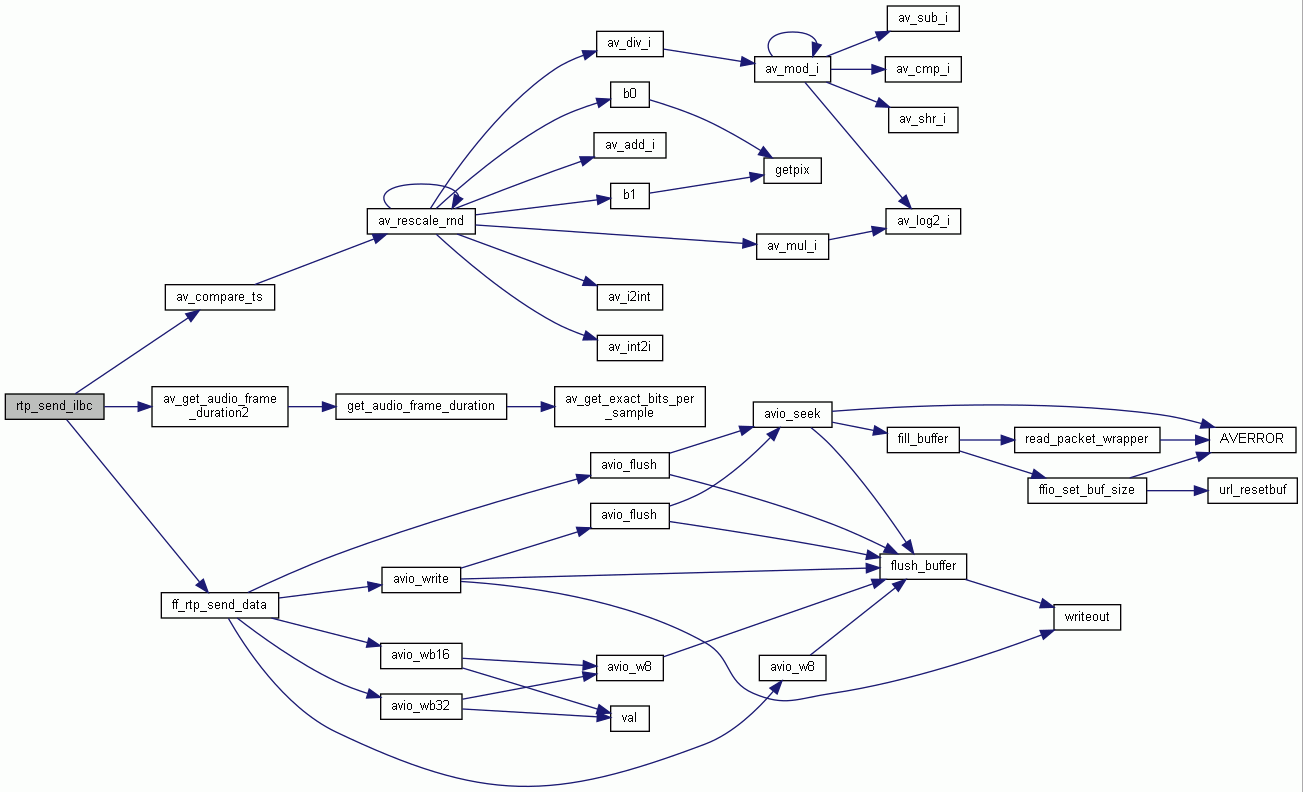 av_sub_i
av_div_i
av_mod_i
av_cmp_i
b0
av_shr_i
av_add_i
getpix
b1
av_rescale_rnd
av_log2_i
av_mul_i
av_compare_ts
av_i2int
av_int2i
rtp_send_ilbc
av_get_audio_frame
_duration2
get_audio_frame_duration
av_get_exact_bits_per
_sample
avio_seek
fill_buffer
read_packet_wrapper
AVERROR
avio_flush
ffio_set_buf_size
url_resetbuf
avio_flush
flush_buffer
avio_write
ff_rtp_send_data
writeout
avio_wb16
avio_w8
avio_w8
avio_wb32
val